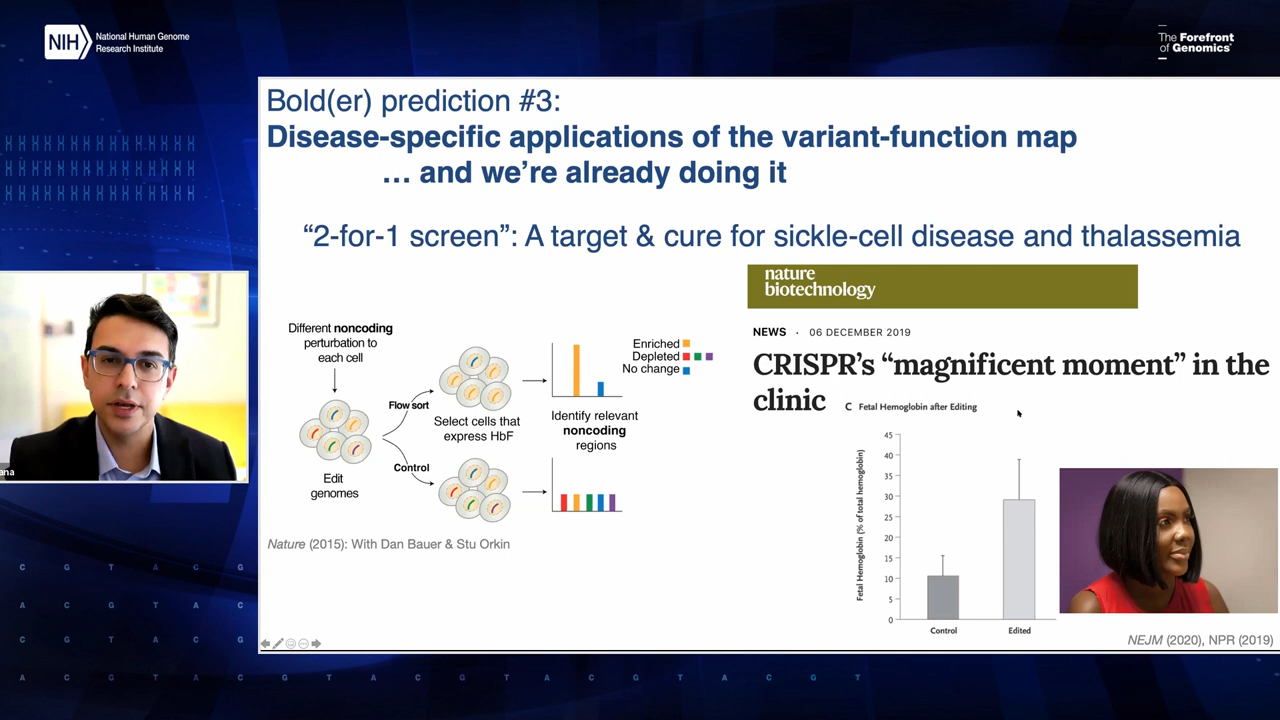 NIH
National Human Genome
Research Institute
The Forefront
of Genomics®
Bold(er) prediction #3:
Disease-specific applications of the variant-function map
… and we’re already doing it
“2-for-1 screen”: A target & cure for sickle-cell disease and thalassemia
nature
biotechnology
NEWS · 06 DECEMBER 2019
CRISPR’s “magnificent moment” in the
clinic
Different noncoding
perturbation to
each cell
Edit
genomes
Flow sort
Control
Select cells that
express HbF
Enriched
Depleted
No change
Identify relevant
noncoding
regions
Nature (2015): With Dan Bauer & Stu Orkin
C Fetal Hemoglobin after Editing
Fetal Hemoglobin (% of total hemoglobin)
45
40
35
30
25
20
15
10
5
0
Control Edited
NEJM (2020), NPR (2019)
ana
C G T A C G
A C G T A C
C G T A C G
A C G T A C G T A C G T A C G T A C G T